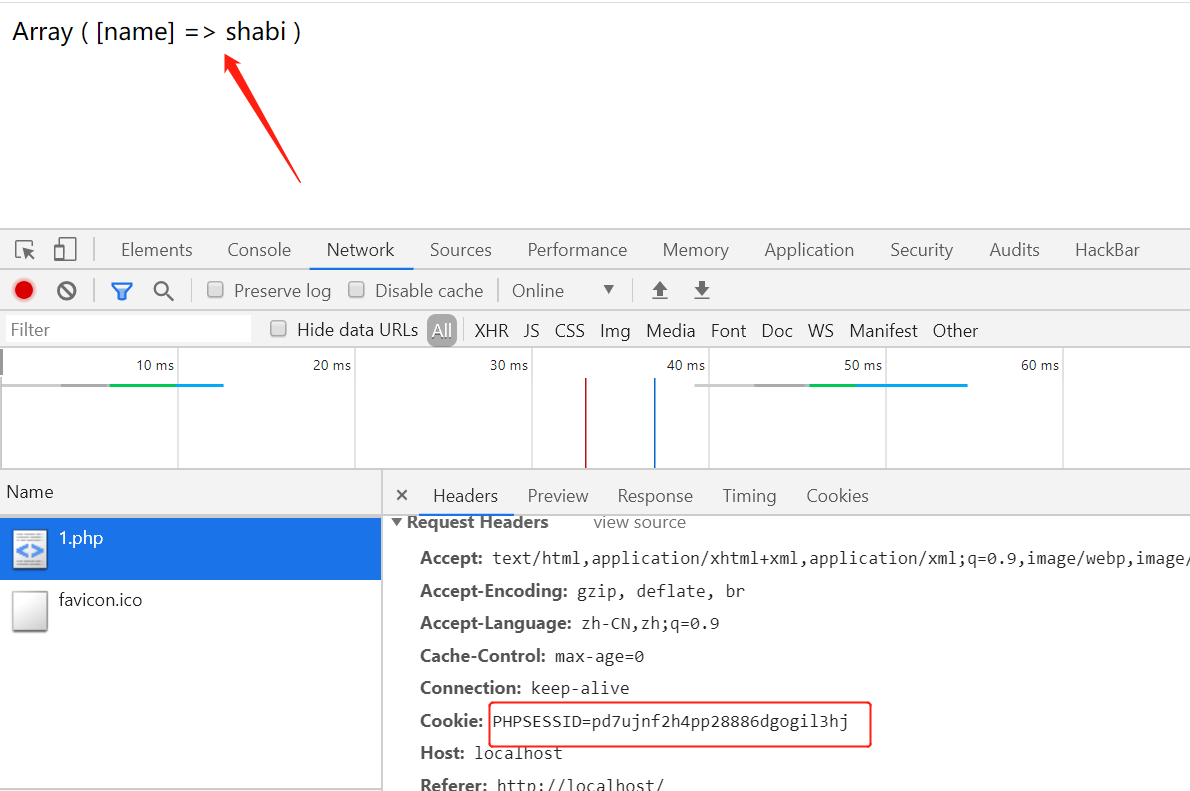 Array ( [name] => shabi )
Elements Console Network Sources Performance Memory Application Security Audits HackBar
Preserve log Disable cache Online
Filter Hide data URLs All XHR JS CSS Img Media Font Doc WS Manifest Other
10 ms 20 ms 30 ms 40 ms 50 ms 60 ms
Name × Headers Preview Response Timing Cookies
1.php
favicon.ico
Request Headers view source
Accept: text/html,application/xhtml+xml,application/xml;q=0.9,image/webp,image/
Accept-Encoding: gzip, deflate, br
Accept-Language: zh-CN,zh;q=0.9
Cache-Control: max-age=0
Connection: keep-alive
Cookie: PHPSESSID=pd7ujnf2h4pp28886dgogil3hj
Host: localhost
Referer: http://localhost/